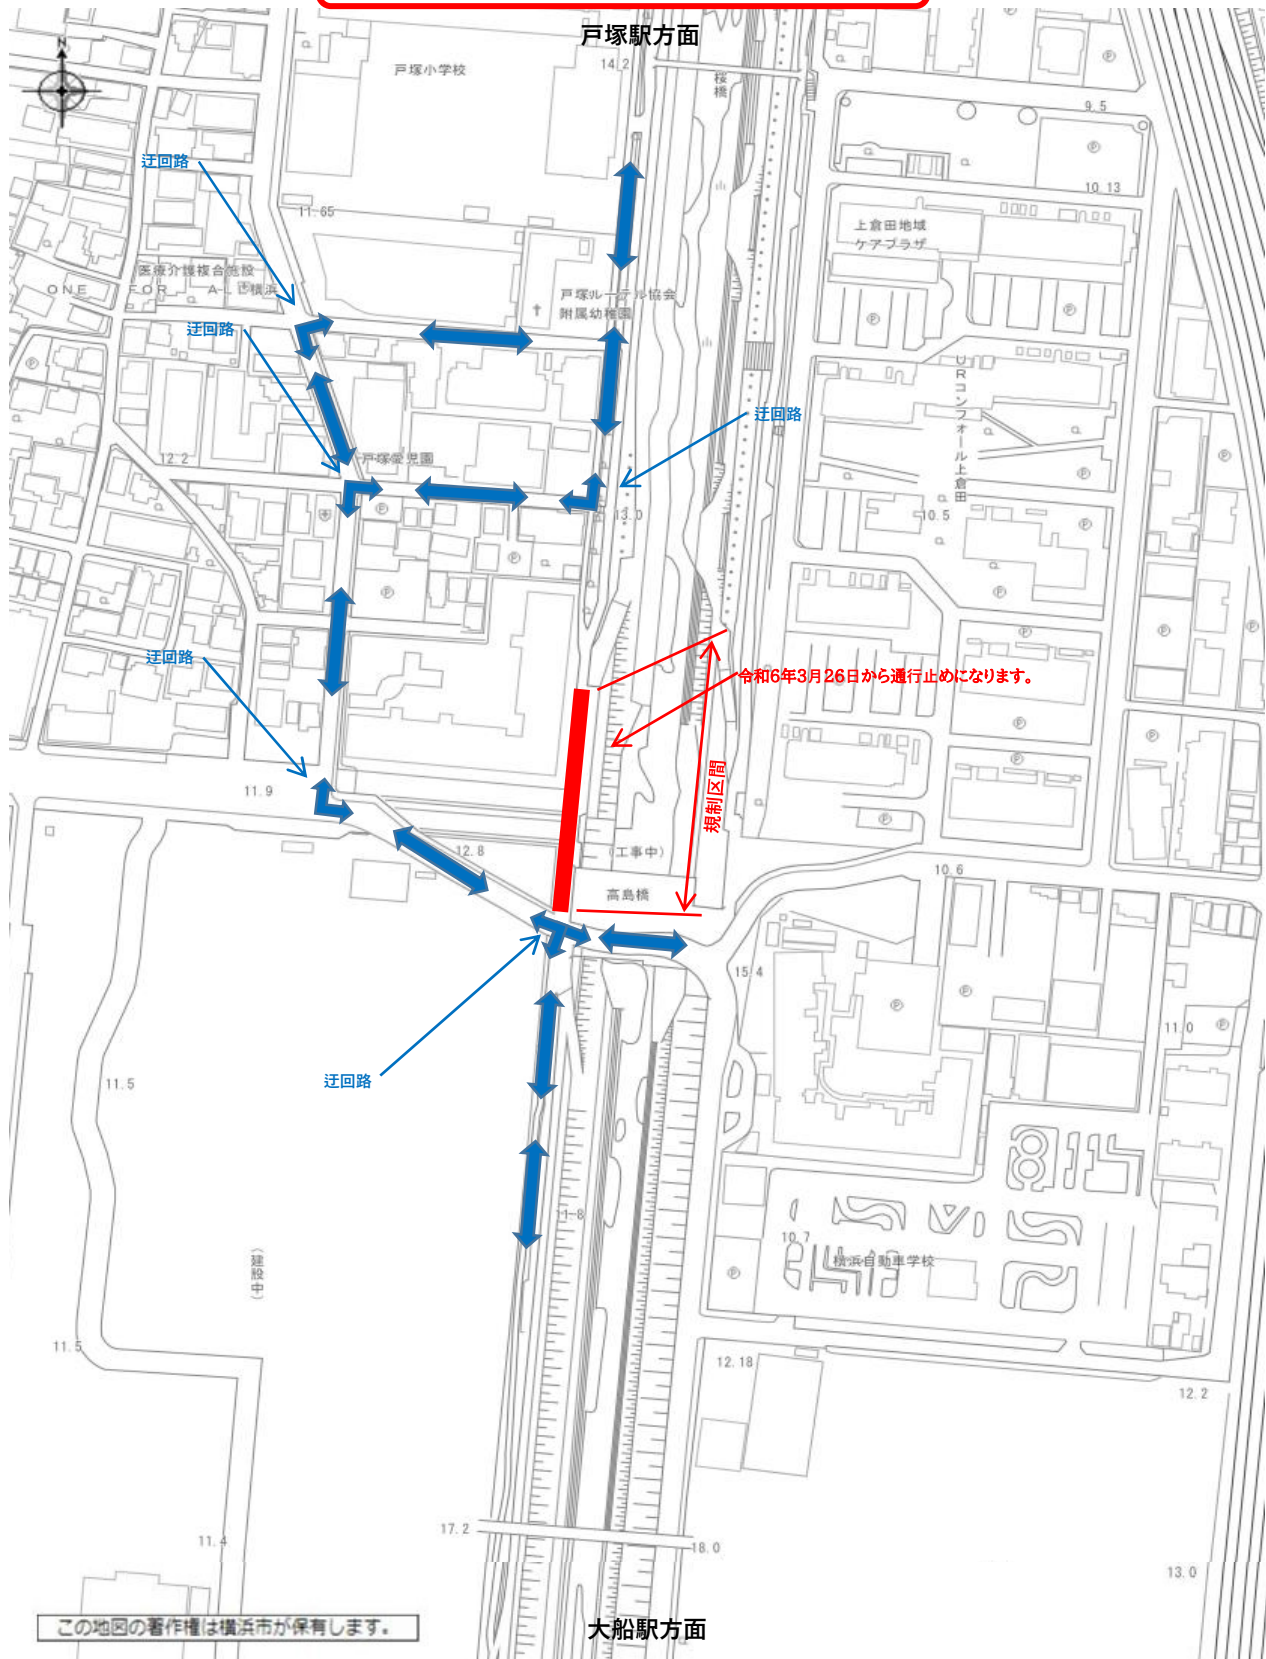 戸塚駅方面
N
戸塚小学校
14.2
桜橋
9.5
迂回路
10.13
11.65
上倉田地域
ケアプラザ
医療介護複合施設
ONE FOR ALL横浜
戸塚ルーテル協会
附属幼稚園
迂回路
URコンフォール上倉田
迂回路
12.2
戸塚愛児園
13.0
10.5
迂回路
令和6年3月26日から通行止めになります。
規制区間
11.9
12.8
(工事中)
10.6
高島橋
15.4
11.0
11.5
迂回路
11.8
10.7
横浜自動車学校
(建設中)
11.5
12.18
12.2
17.2
18.0
11.4
13.0
この地図の著作権は横浜市が保有します。
大船駅方面